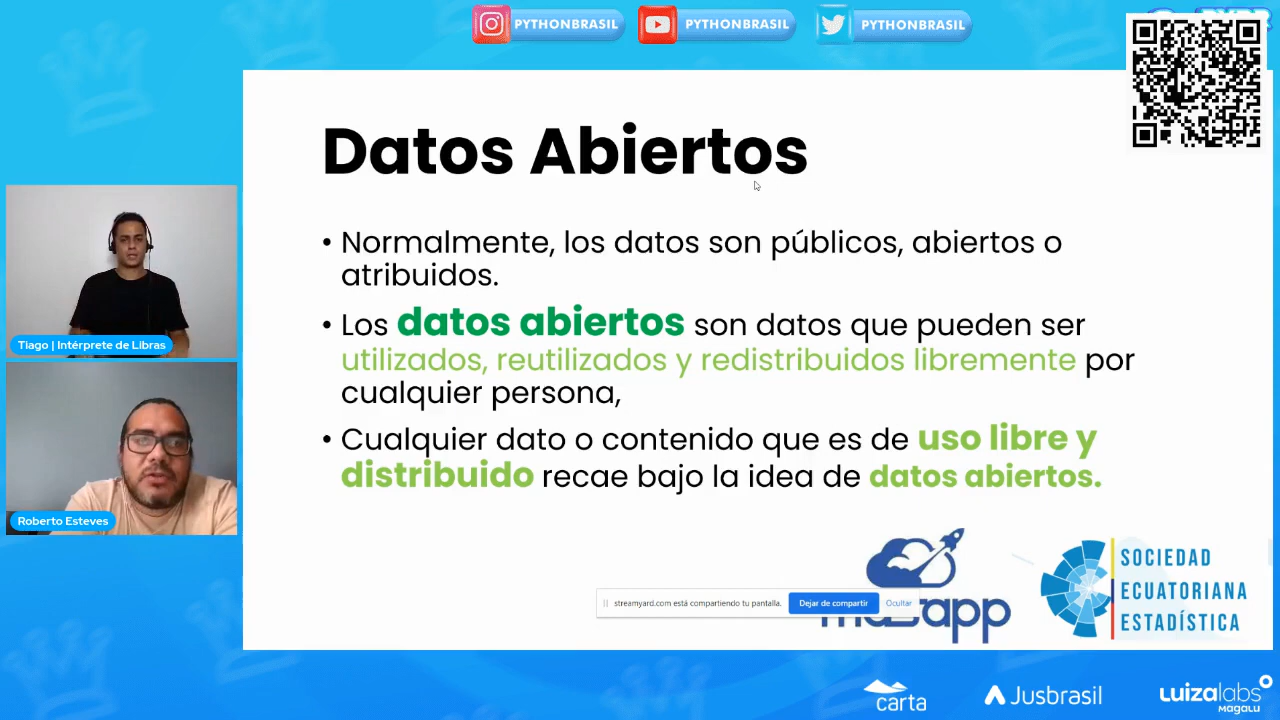 PYTHONBRASIL
PYTHONBRASIL
PYTHONBRASIL
Datos Abiertos
• Normalmente, los datos son públicos, abiertos o
atribuidos.
• Los datos abiertos son datos que pueden ser
utilizados, reutilizados y redistribuidos libremente por
cualquier persona,
• Cualquier dato o contenido que es de uso libre y
distribuido recae bajo la idea de datos abiertos.
Tiago | Intérprete de Libras
Roberto Esteves
streamyard.com está compartiendo tu pantalla.
Dejar de compartir
Ocultar
SOCIEDAD
ECUATORIANA
ESTADÍSTICA
carta
Jusbrasil
Luizalabs
MAGALU